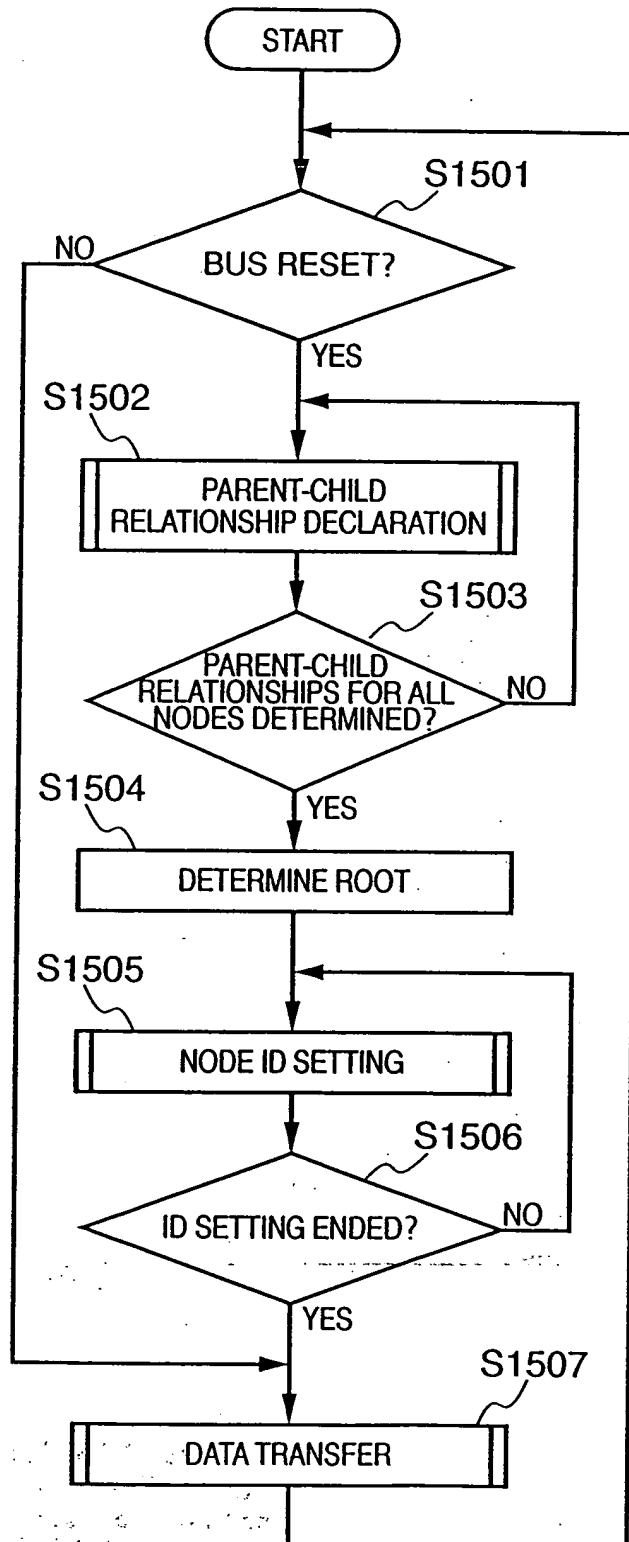 START
S1501
NO
BUS RESET?
YES
S1502
PARENT-CHILD
RELATIONSHIP DECLARATION
S1503
PARENT-CHILD
RELATIONSHIPS FOR ALL
NODES DETERMINED?
NO
YES
S1504
DETERMINE ROOT
S1505
NODE ID SETTING
S1506
ID SETTING ENDED?
NO
YES
S1507
DATA TRANSFER